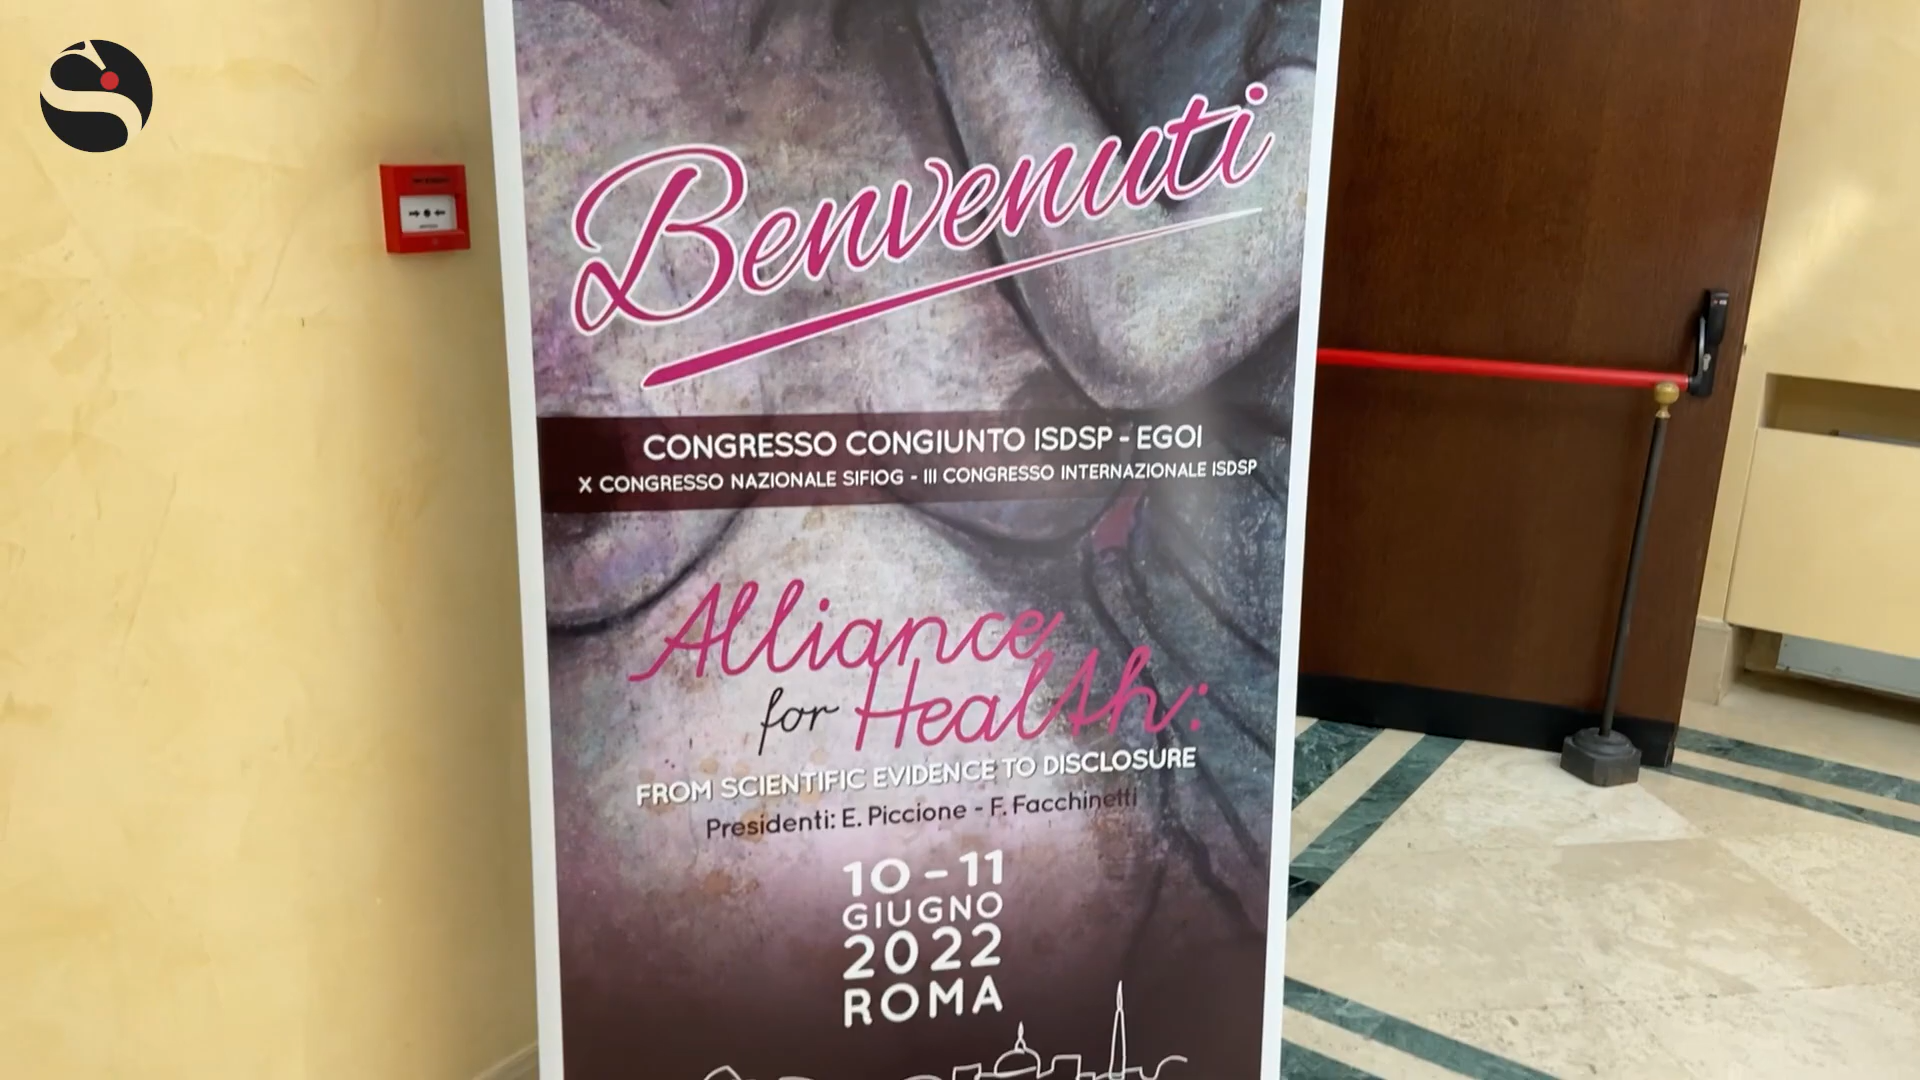 Benvenuti
CONGRESSO CONGIUNTO ISDSP - EGOI
X CONGRESSO NAZIONALE SIFIOG - III CONGRESSO INTERNAZIONALE ISDSP
Alliance
for Health:
FROM SCIENTIFIC EVIDENCE TO DISCLOSURE
Presidenti: E. Piccione - F. Facchinetti
10-11
GIUGNO
2022
ROMA